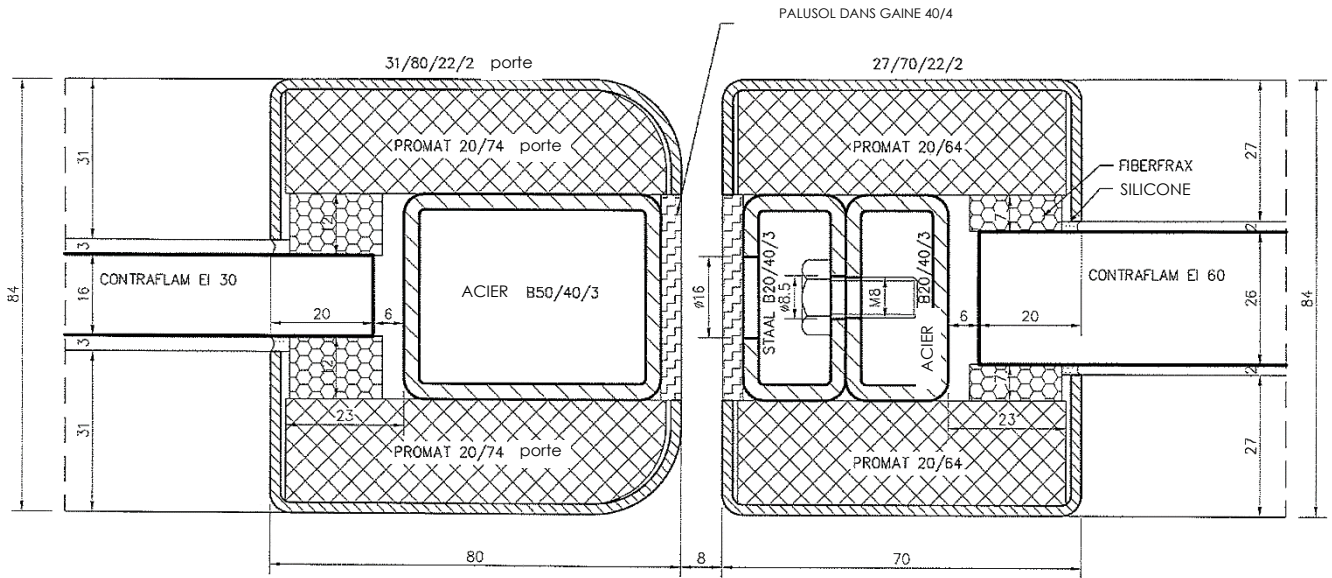 PALUSOL DANS GAINE 40/4
31/80/22/2 porte
27/70/22/2
PROMAT 20/74 porte
PROMAT 20/64
FIBERFRAX
SILICONE
31
27
12
7
3
2
CONTRAFLAM EI 30
ACIER B50/40/3
CONTRAFLAM EI 60
84
16
20
6
ø16
STAAL B20/40/3
ø8.5
M8
ACIER B20/40/3
6
20
26
84
3
2
12
7
23
23
31
27
PROMAT 20/74 porte
PROMAT 20/64
80
8
70